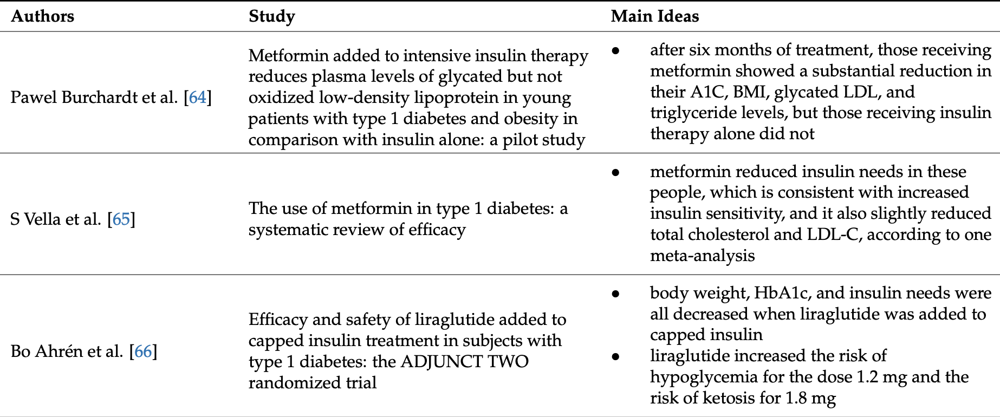 Authors Study Main Ideas
Pawel Burchardt et al. [64]
Metformin added to intensive insulin therapy
reduces plasma levels of glycated but not
oxidized low-density lipoprotein in young
patients with type 1 diabetes and obesity in
comparison with insulin alone: a pilot study
● after six months of treatment, those receiving
metformin showed a substantial reduction in
their A1C, BMI, glycated LDL, and
triglyceride levels, but those receiving insulin
therapy alone did not
S Vella et al. [65]
The use of metformin in type 1 diabetes: a
systematic review of efficacy
● metformin reduced insulin needs in these
people, which is consistent with increased
insulin sensitivity, and it also slightly reduced
total cholesterol and LDL-C, according to one
meta-analysis
Bo Ahrén et al. [66]
Efficacy and safety of liraglutide added to
capped insulin treatment in subjects with
type 1 diabetes: the ADJUNCT TWO
randomized trial
● body weight, HbA1c, and insulin needs were
all decreased when liraglutide was added to
capped insulin
● liraglutide increased the risk of
hypoglycemia for the dose 1.2 mg and the
risk of ketosis for 1.8 mg